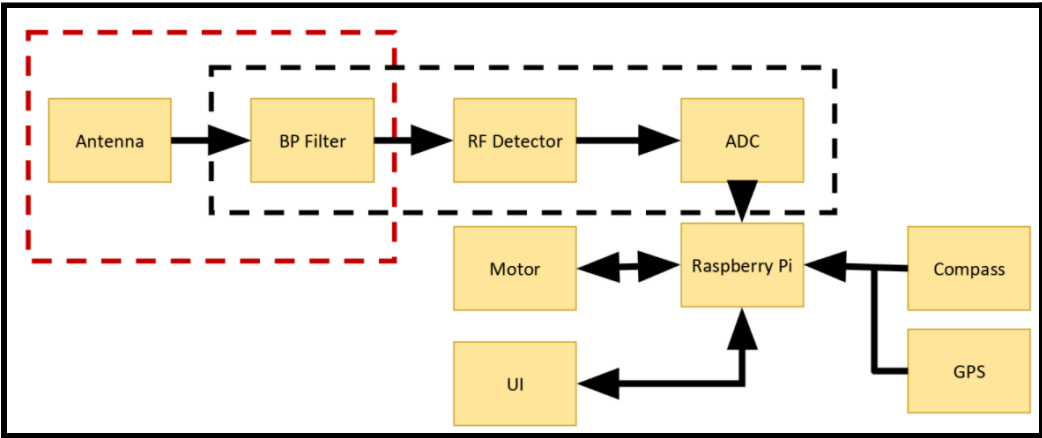 Antenna
BP Filter
RF Detector
ADC
Motor
Raspberry Pi
Compass
UI
GPS